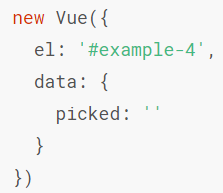 new Vue({
  el: '#example-4',
  data: {
    picked: ''
  }
})